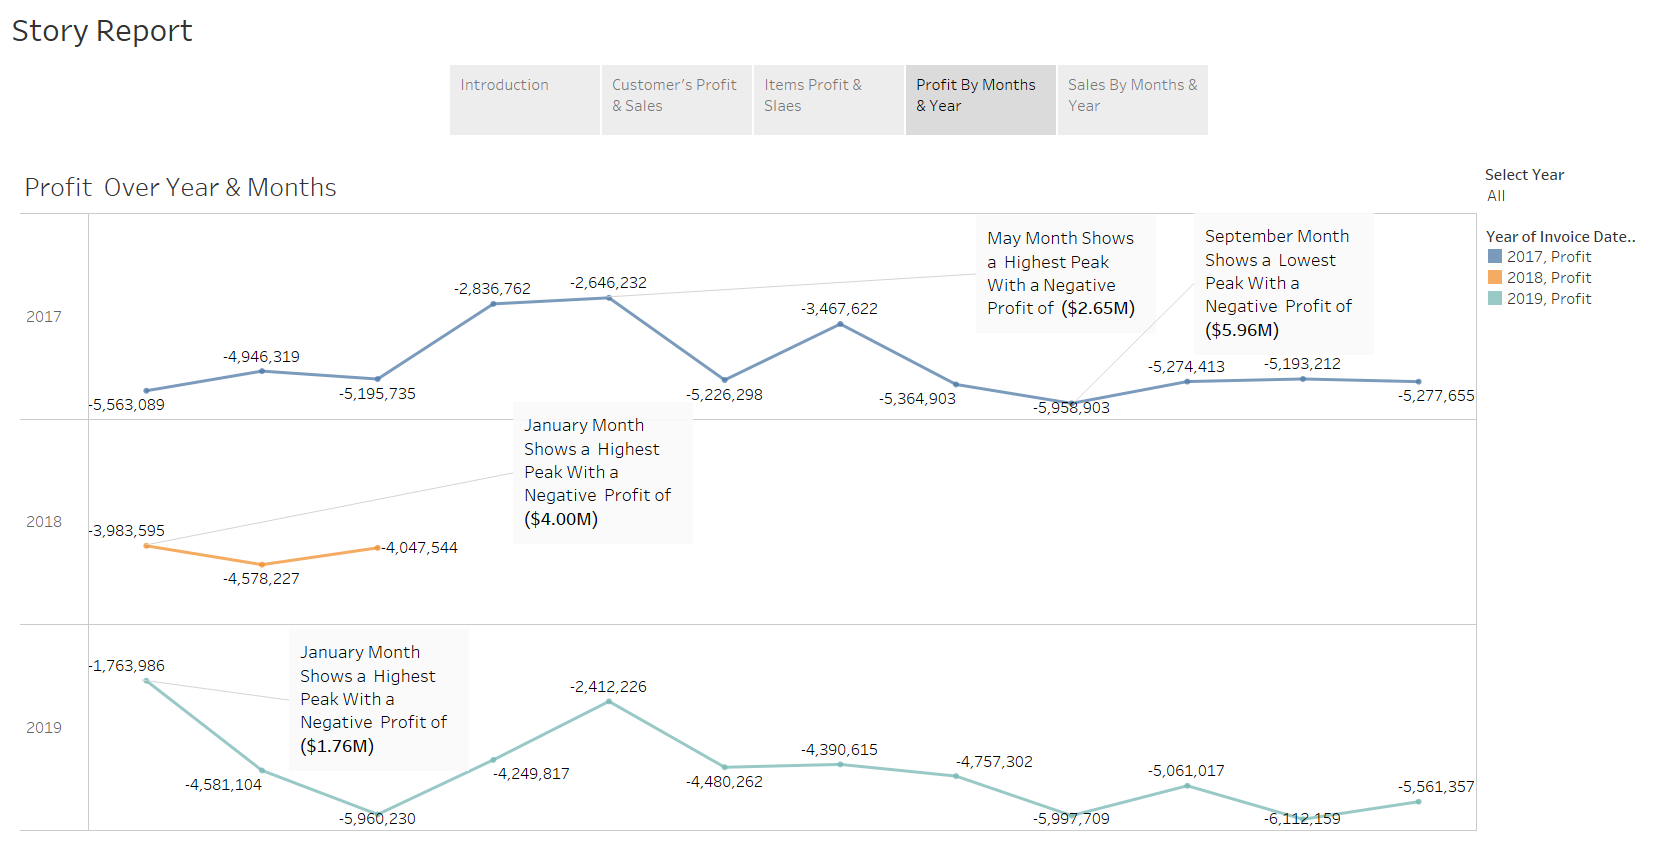 Story Report
Introduction
Customer's Profit
& Sales
Items Profit &
Slaes
Profit By Months
& Year
Sales By Months &
Year
Profit Over Year & Months
Select Year
All
Year of Invoice Date..
2017, Profit
2018, Profit
2019, Profit
2017
-5,563,089
-4,946,319
-5,195,735
-2,836,762
-2,646,232
-5,226,298
-3,467,622
-5,364,903
-5,958,903
-5,274,413
-5,193,212
-5,277,655
May Month Shows
a Highest Peak
With a Negative
Profit of ($2.65M)
September Month
Shows a Lowest
Peak With a
Negative Profit of
($5.96M)
2018
-3,983,595
-4,578,227
-4,047,544
January Month
Shows a Highest
Peak With a
Negative Profit of
($4.00M)
2019
-1,763,986
-4,581,104
-5,960,230
-4,249,817
-2,412,226
-4,480,262
-4,390,615
-4,757,302
-5,997,709
-5,061,017
-6,112,159
-5,561,357
January Month
Shows a Highest
Peak With a
Negative Profit of
($1.76M)